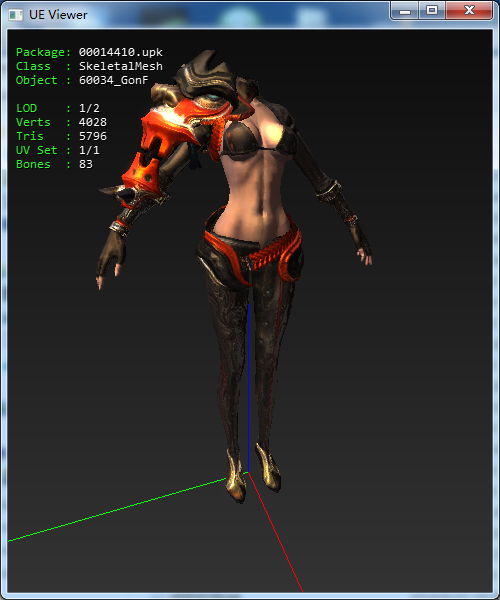 UE Viewer
Package: 00014410.upk
Class : SkeletalMesh
Object : 60034_GonF
LOD : 1/2
Verts : 4028
Tris : 5796
UV Set : 1/1
Bones : 83